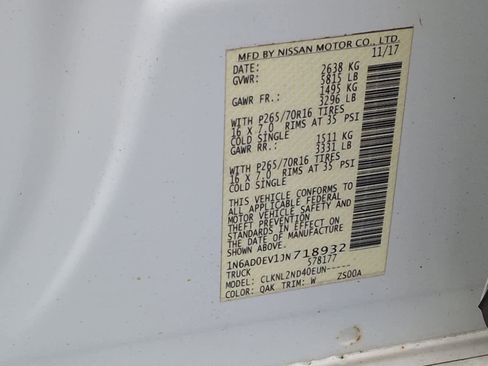 MFD BY NISSAN MOTOR CO., LTD.
DATE: 11/17
GVWR: 2638 KG
5815 LB
GAWR FR.: 1495 KG
3296 LB
WITH P265/70R16 TIRES
16 X 7.0 RIMS AT 35 PSI
COLD SINGLE
GAWR RR.: 1511 KG
3331 LB
WITH P265/70R16 TIRES
16 X 7.0 RIMS AT 35 PSI
COLD SINGLE
THIS VEHICLE CONFORMS TO
ALL APPLICABLE FEDERAL
MOTOR VEHICLE SAFETY AND
THEFT PREVENTION
STANDARDS IN EFFECT ON
THE DATE OF MANUFACTURE
SHOWN ABOVE.
1N6AD0EV1JN718932
TRUCK 578177
MODEL: CLKNL2ND40EUN-----
COLOR: QAK TRIM: W ZS00A